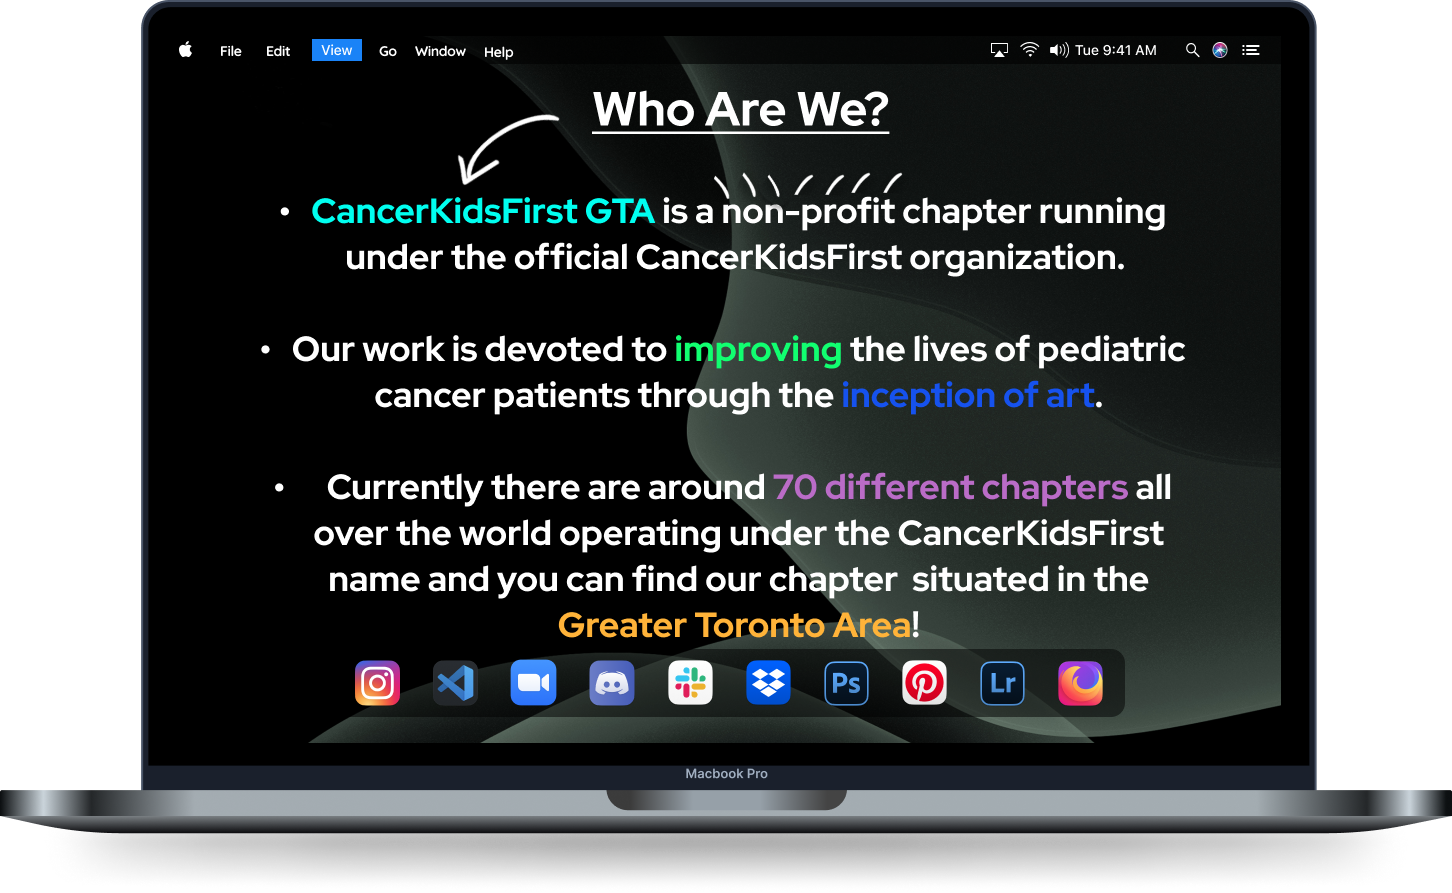 File Edit View Go Window Help Tue 9:41 AM
Who Are We?
• CancerKidsFirst GTA is a non-profit chapter running
under the official CancerKidsFirst organization.
• Our work is devoted to improving the lives of pediatric
cancer patients through the inception of art.
• Currently there are around 70 different chapters all
over the world operating under the CancerKidsFirst
name and you can find our chapter situated in the
Greater Toronto Area!
Ps Lr
Macbook Pro